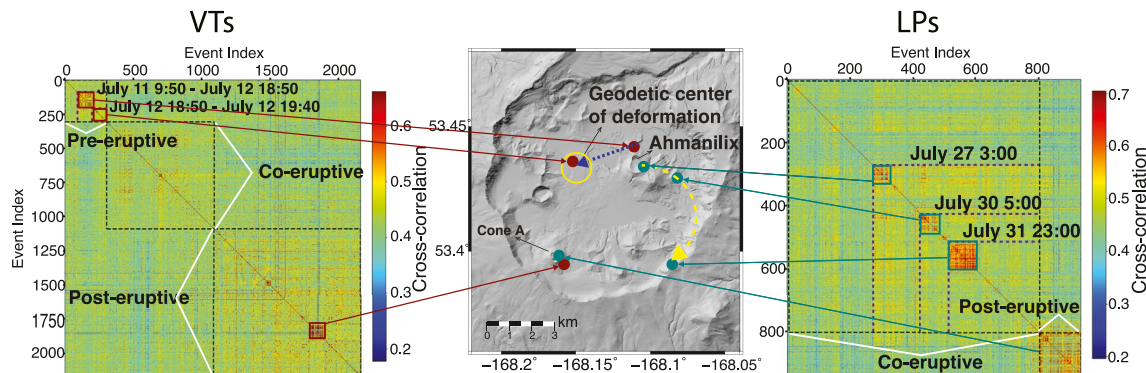 VTs
LPs
Event Index
0 500 1000 1500 2000
Event Index
0 250 500 750 1000 1250 1500 1750 2000
July 11 9:50 - July 12 18:50
July 12 18:50 - July 12 19:40
Pre-eruptive
Co-eruptive
Post-eruptive
0.6
0.5
0.4
0.3
0.2
Cross-correlation
53.45
53.4
Geodetic center
of deformation
Ahmanilix
Cone A
km
0 1 2 3
−168.2° −168.15° −168.1° −168.05°
Event Index
0 200 400 600 800
Event Index
0
200
400
600
800
July 27 3:00
July 30 5:00
July 31 23:00
Post-eruptive
Co-eruptive
0.7
0.6
0.5
0.4
0.3
0.2
Cross-correlation